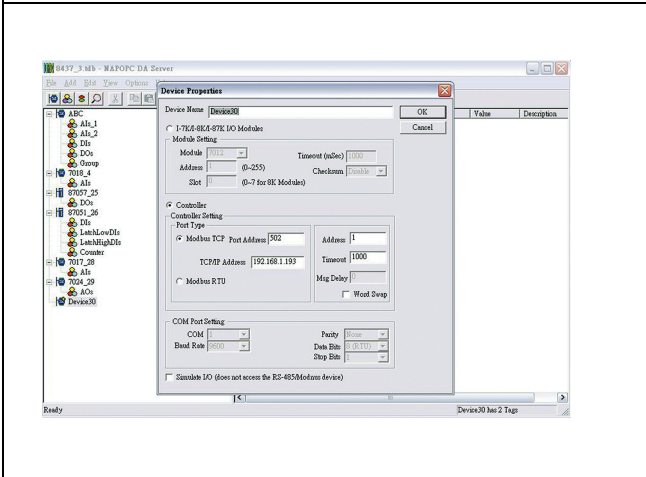 8437_3.tdb - NAPOPC DA Server
File Add Edit View Options
ABC
AIs_1
AIs_2
DIs
DOs
Group
7018_4
AIs
87057_25
DOs
87051_26
DIs
LatchLowDIs
LatchHighDIs
Counter
7017_28
AIs
7024_29
AOs
Device30
Value Description
Device Properties
Device Name Device30 OK
I-7K/I-8K/I-87K I/O Modules Cancel
Module Setting
Module 7012 Timeout (mSec) 1000
Address 1 (0~255) Checksum Disable
Slot 0 (0~7 for 8K Modules)
Controller
Controller Setting
Port Type
Modbus TCP Port Address 502 Address 1
TCP/IP Address 192.168.1.193 Timeout 1000
Modbus RTU Msg Delay 0
Word Swap
COM Port Setting
COM 1 Parity None
Baud Rate 9600 Data Bits 8 (RTU)
Stop Bits 1
Simulate I/O (does not access the RS-485/Modnus device)
Ready Device30 has 2 Tags